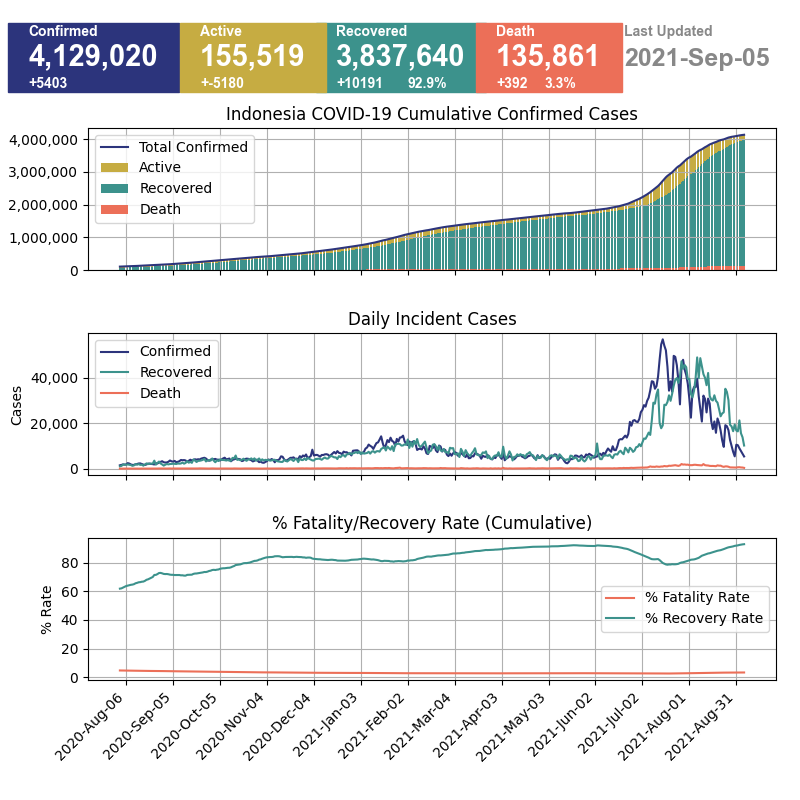 Confirmed
4,129,020
+5403
Active
155,519
+-5180
Recovered
3,837,640
+10191 92.9%
Death
135,861
+392 3.3%
Last Updated
2021-Sep-05
Indonesia COVID-19 Cumulative Confirmed Cases
4,000,000
3,000,000
2,000,000
1,000,000
0
Total Confirmed
Active
Recovered
Death
Daily Incident Cases
Cases
40,000
20,000
0
Confirmed
Recovered
Death
% Fatality/Recovery Rate (Cumulative)
% Rate
80
60
40
20
0
% Fatality Rate
% Recovery Rate
2020-Aug-06
2020-Sep-05
2020-Oct-05
2020-Nov-04
2020-Dec-04
2021-Jan-03
2021-Feb-02
2021-Mar-04
2021-Apr-03
2021-May-03
2021-Jun-02
2021-Jul-02
2021-Aug-01
2021-Aug-31